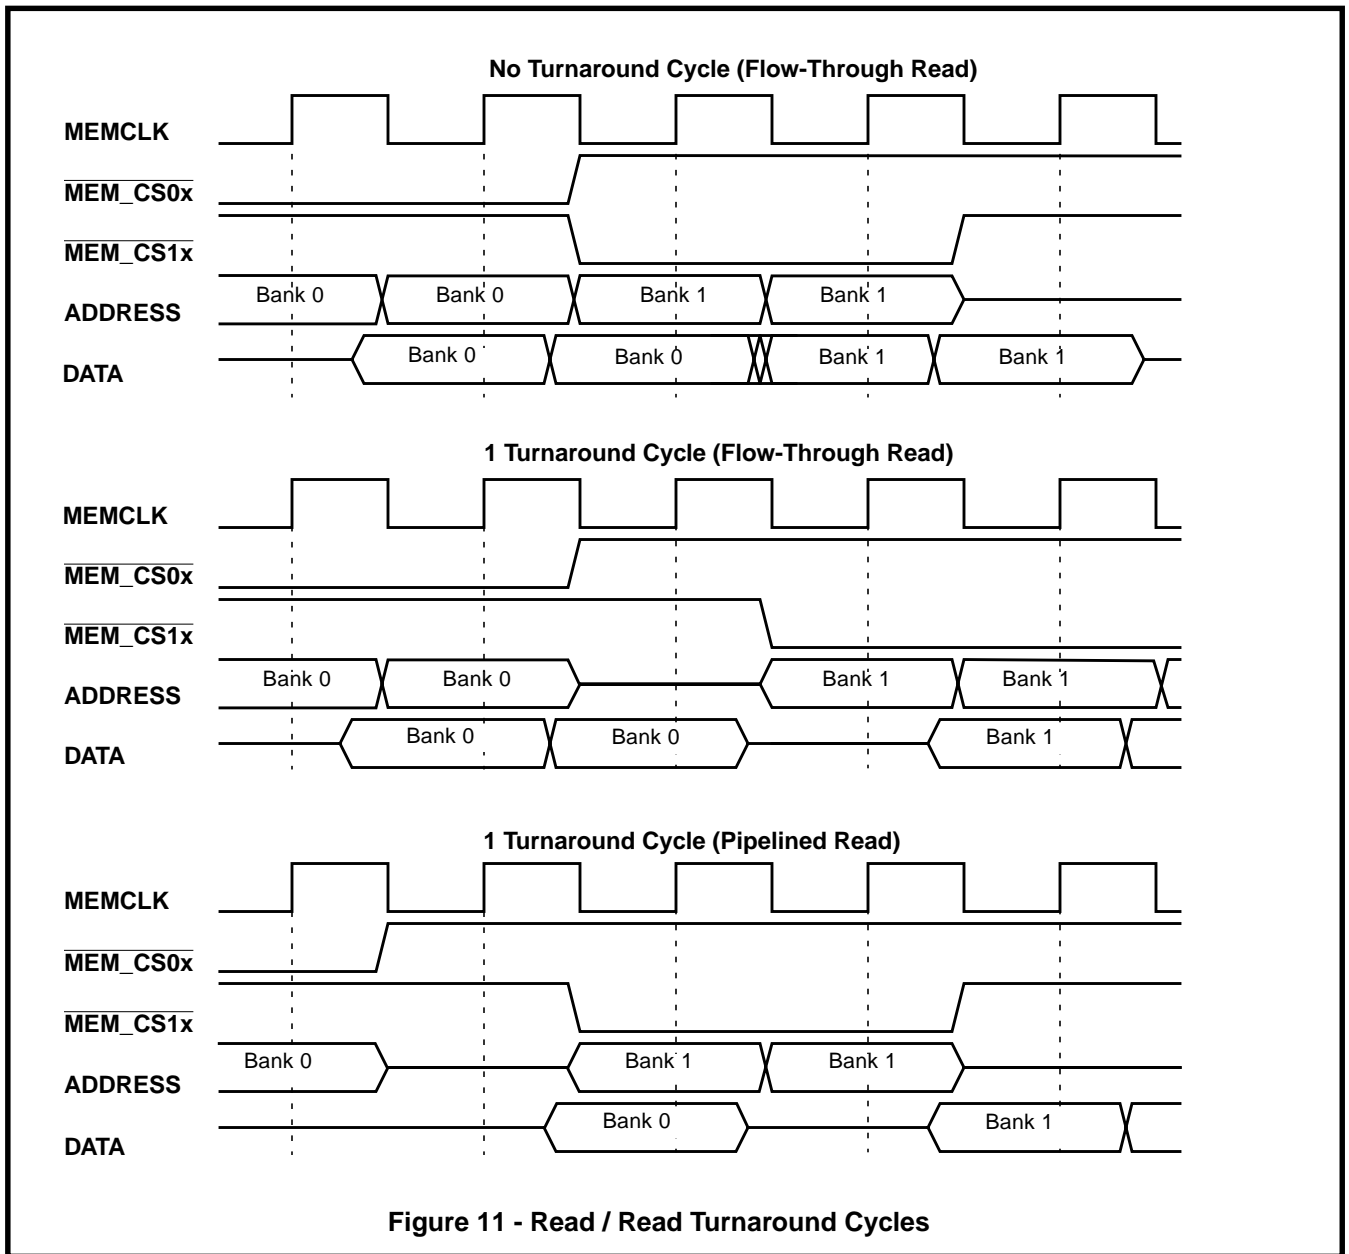 No Turnaround Cycle (Flow-Through Read)
MEMCLK
MEM_CS0x
MEM_CS1x
ADDRESS Bank 0 Bank 0 Bank 1 Bank 1
DATA Bank 0 Bank 0 Bank 1 Bank 1
1 Turnaround Cycle (Flow-Through Read)
MEMCLK
MEM_CS0x
MEM_CS1x
ADDRESS Bank 0 Bank 0 Bank 1 Bank 1
DATA Bank 0 Bank 0 Bank 1
1 Turnaround Cycle (Pipelined Read)
MEMCLK
MEM_CS0x
MEM_CS1x
ADDRESS Bank 0 Bank 1 Bank 1
DATA Bank 0 Bank 1
Figure 11 - Read / Read Turnaround Cycles